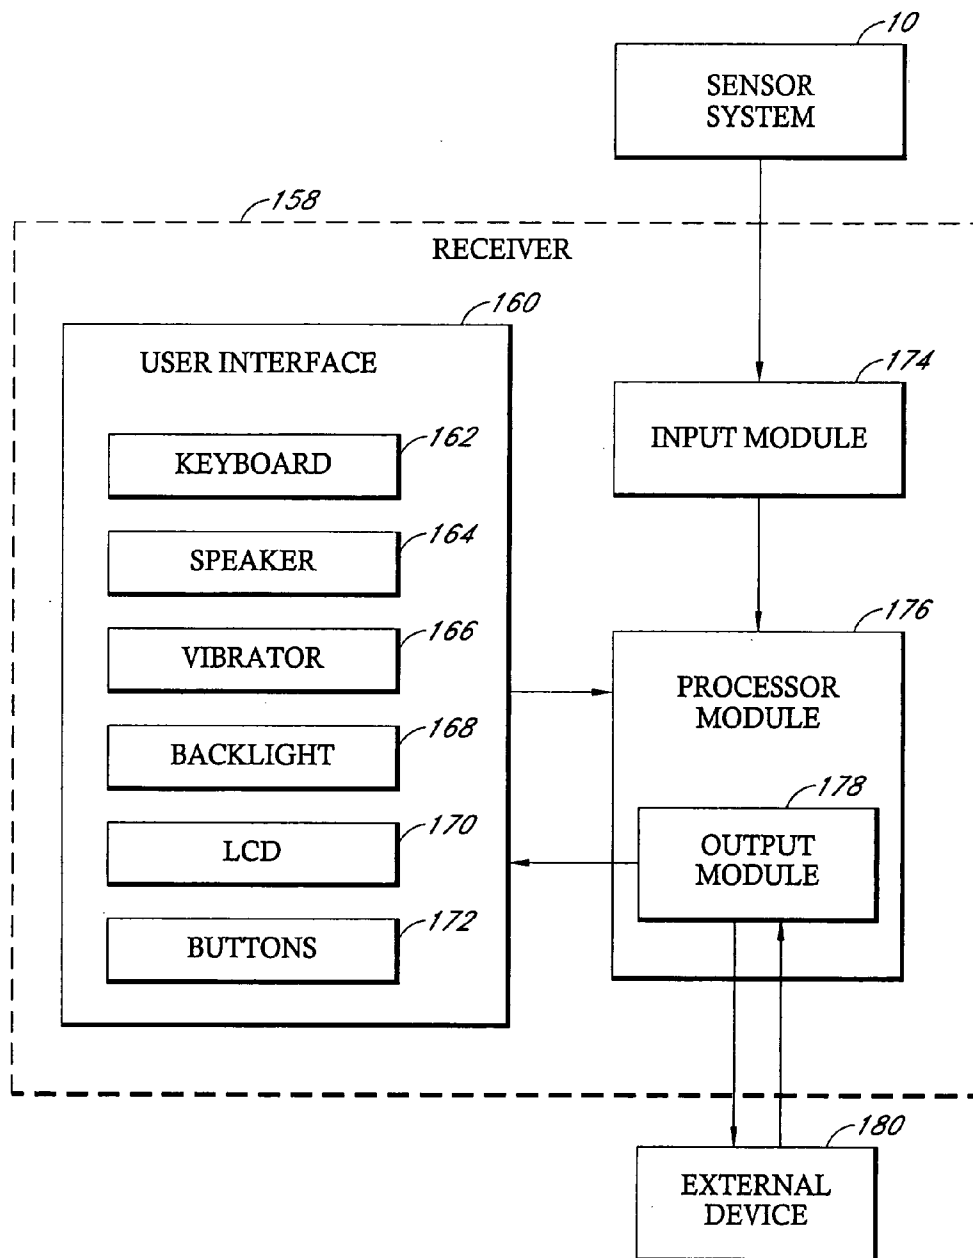 10
SENSOR
SYSTEM
158
RECEIVER
160
USER INTERFACE
174
INPUT MODULE
162
KEYBOARD
164
SPEAKER
166
VIBRATOR
176
PROCESSOR
MODULE
168
BACKLIGHT
178
OUTPUT
MODULE
170
LCD
172
BUTTONS
180
EXTERNAL
DEVICE